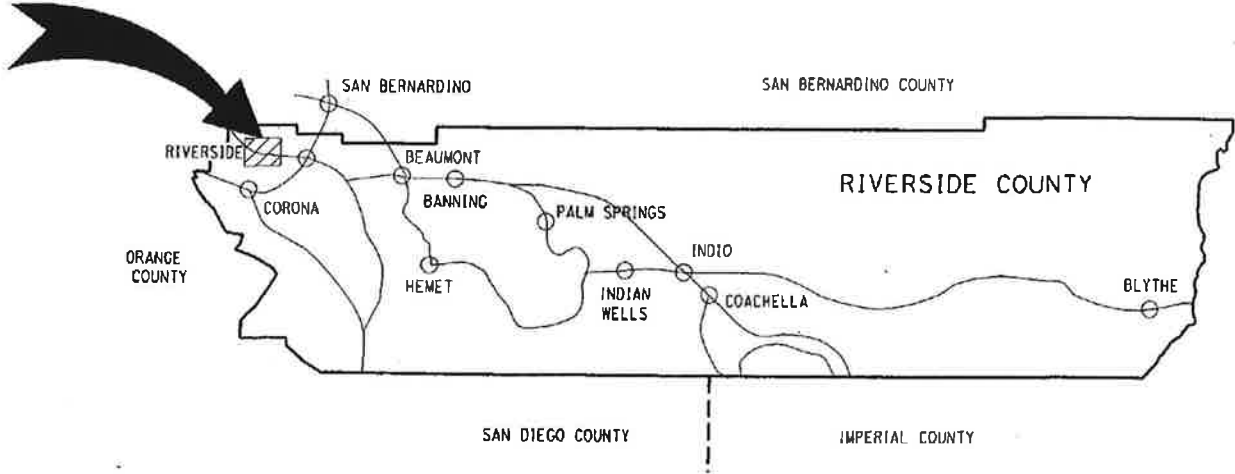 SAN BERNARDINO
SAN BERNARDINO COUNTY
RIVERSIDE
BEAUMONT
RIVERSIDE COUNTY
BANNING
CORONA
PALM SPRINGS
ORANGE
COUNTY
INDIO
HEMET
INDIAN
WELLS
COACHELLA
BLYTHE
SAN DIEGO COUNTY
IMPERIAL COUNTY